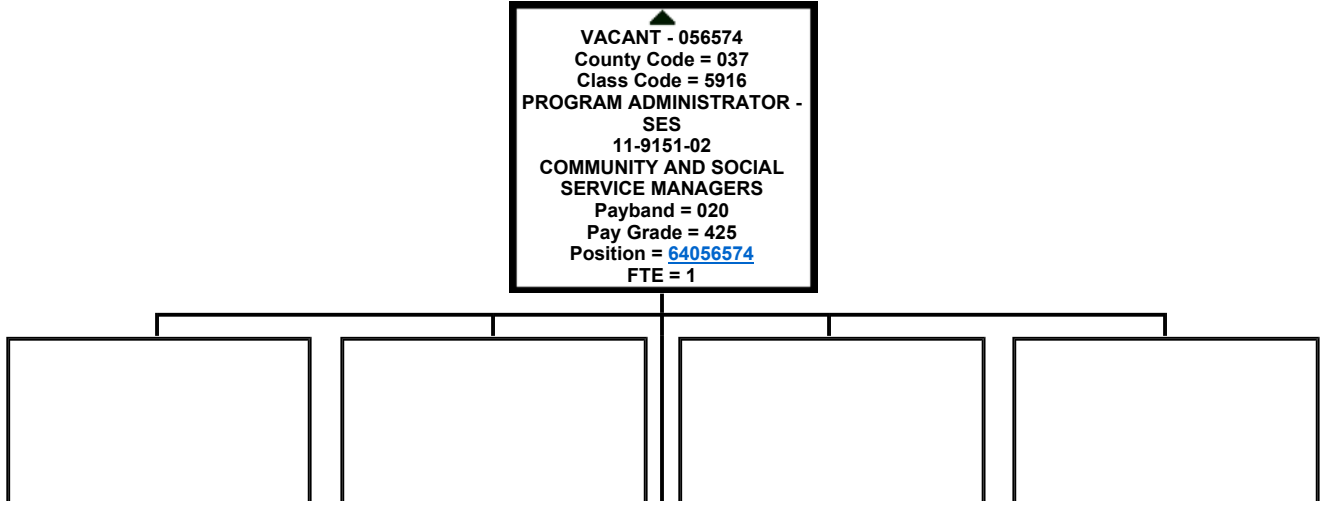 VACANT - 056574
County Code = 037
Class Code = 5916
PROGRAM ADMINISTRATOR -
SES
11-9151-02
COMMUNITY AND SOCIAL
SERVICE MANAGERS
Payband = 020
Pay Grade = 425
Position = 64056574
FTE = 1